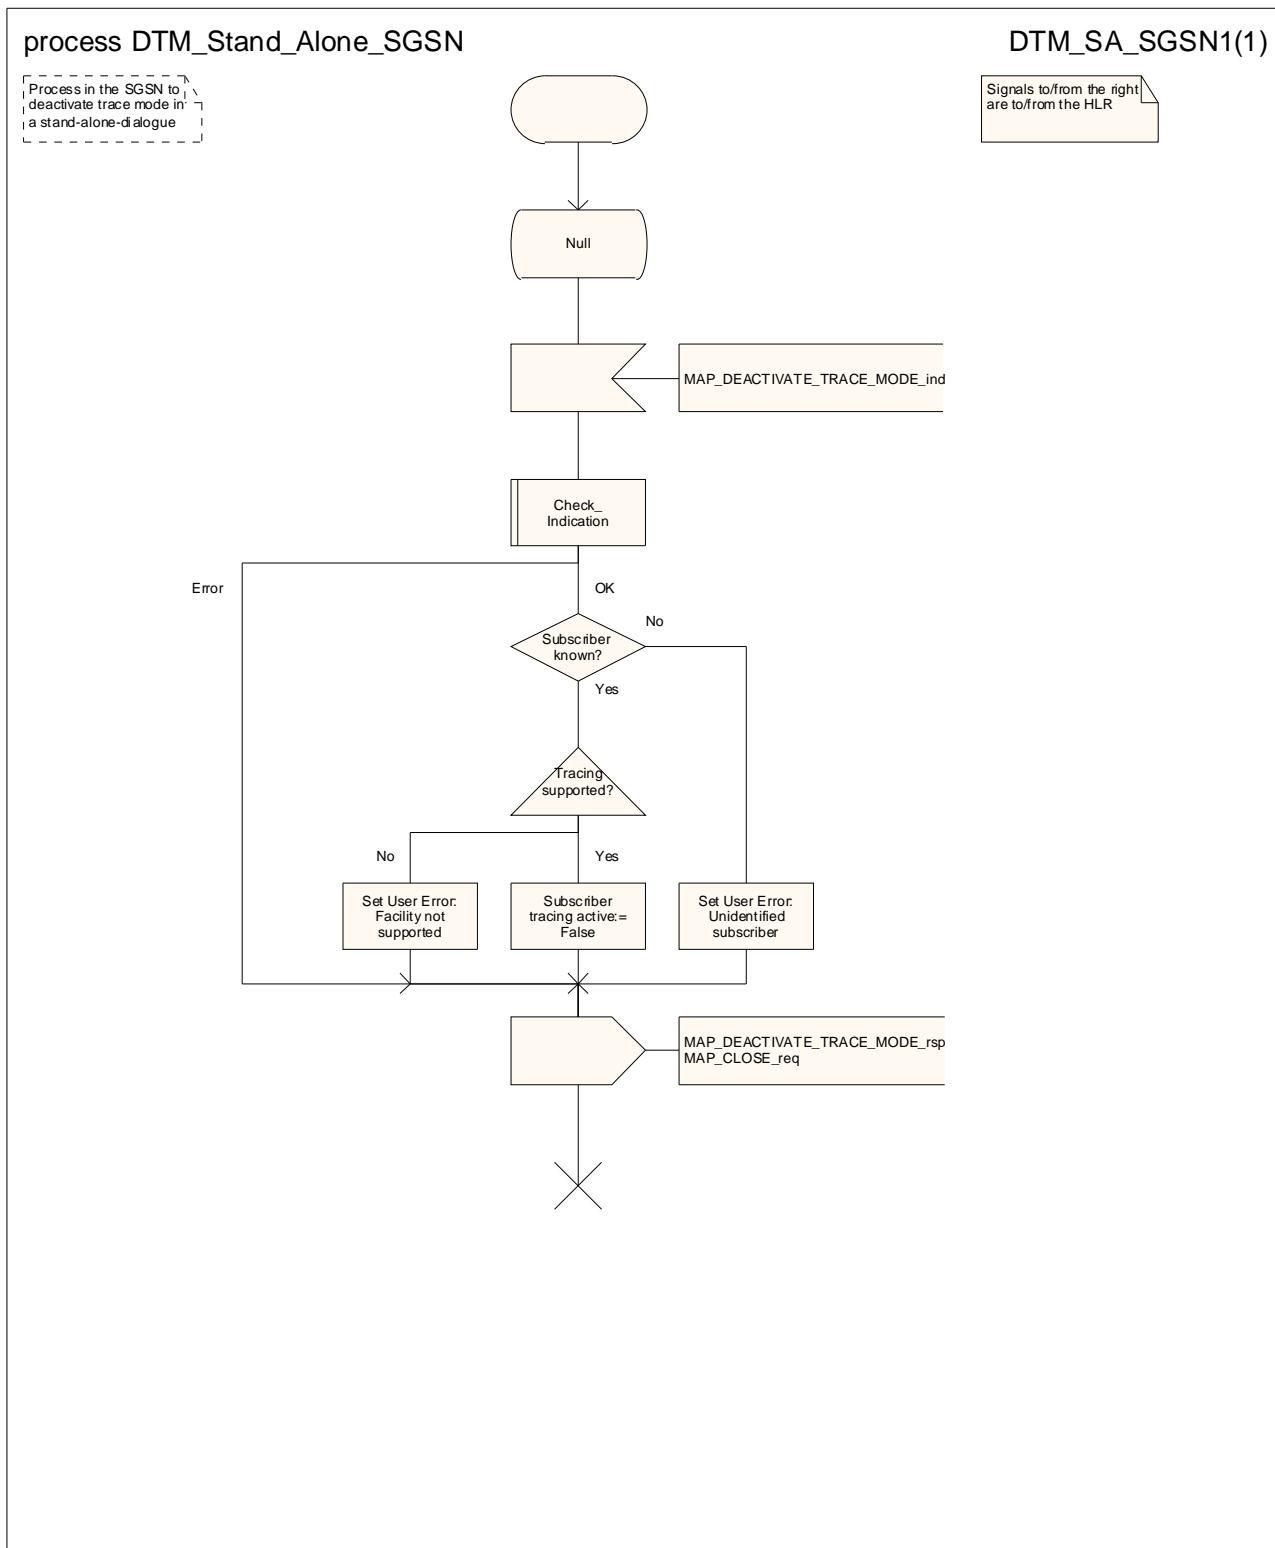 process DTM_Stand_Alone_SGSN
DTM_SA_SGSN1(1)
Process in the SGSN to
deactivate trace mode in
a stand-alone-dialogue
Signals to/from the right
are to/from the HLR
Null
MAP_DEACTIVATE_TRACE_MODE_ind
Check_
Indication
Error
OK
No
Subscriber
known?
Yes
Tracing
supported?
No
Yes
Set User Error:
Facility not
supported
Subscriber
tracing active:=
False
Set User Error:
Unidentified
subscriber
MAP_DEACTIVATE_TRACE_MODE_rsp
MAP_CLOSE_req